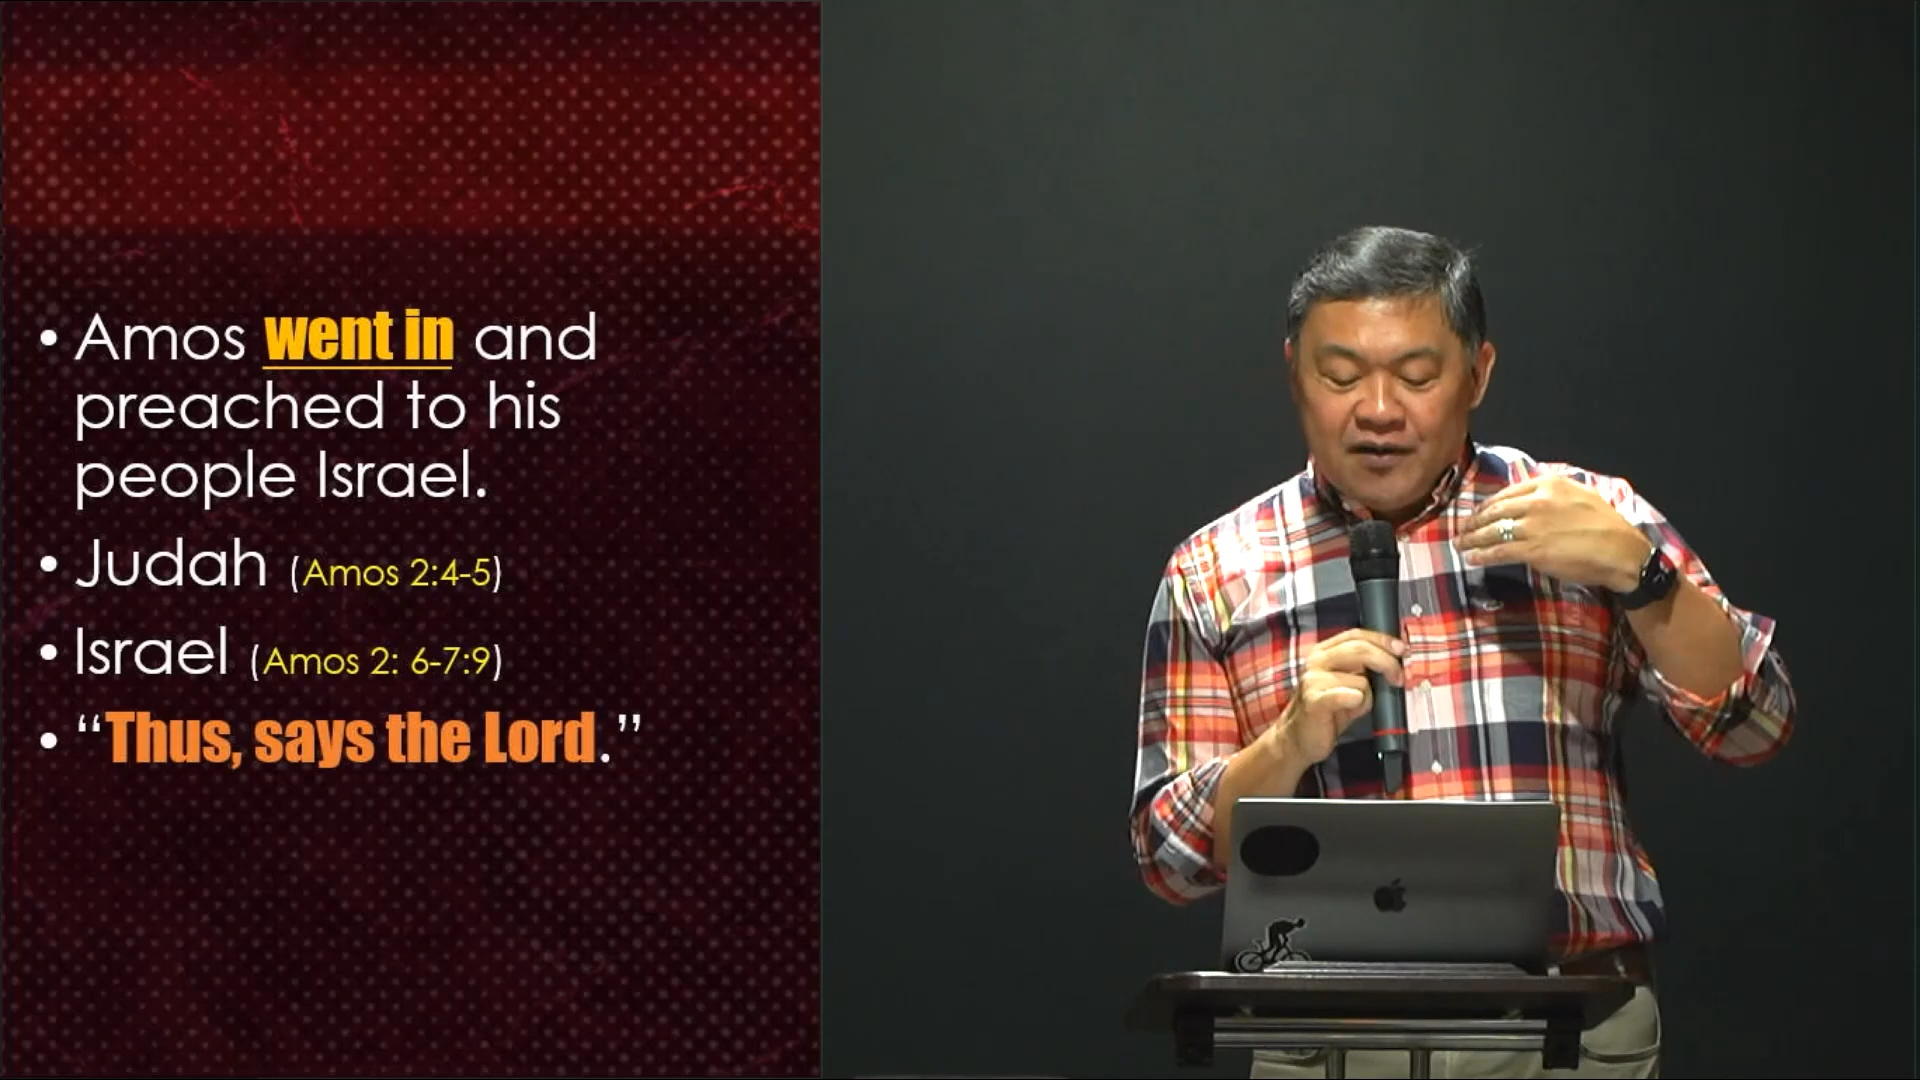 • Amos went in and
preached to his
people Israel.
• Judah (Amos 2:4-5)
• Israel (Amos 2: 6-7:9)
• “Thus, says the Lord.”